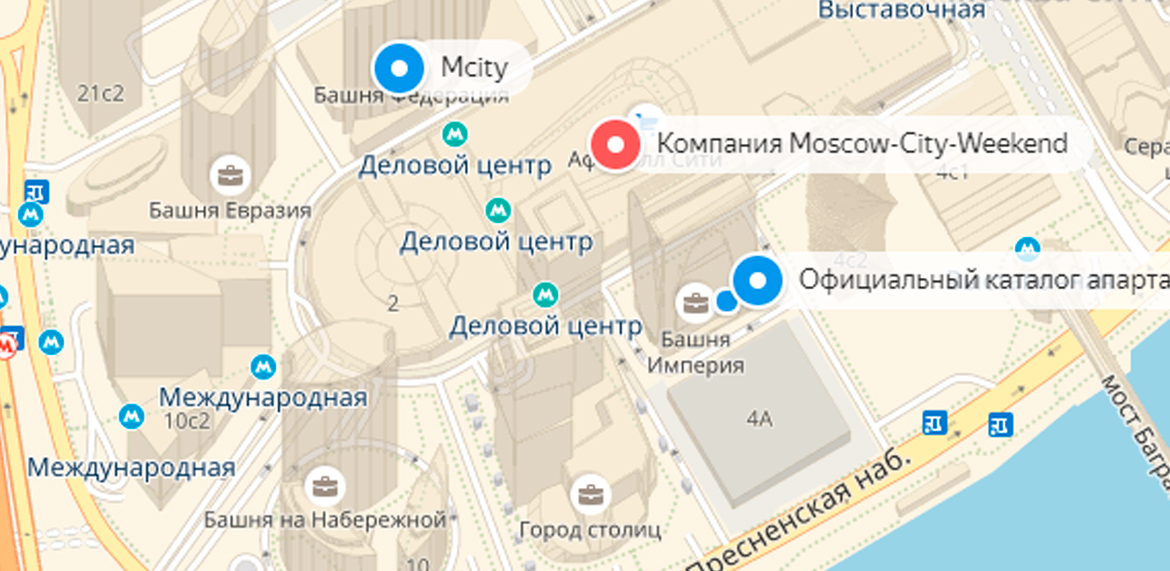 Выставочная
Mcity
21с2
Башня Федерация
Деловой центр
Компания Moscow-City-Weekend
4с1
Башня Евразия
Деловой центр
ународная
4с2
Официальный каталог апарта
2
Деловой центр
Башня
Империя
Международная
10с2
4А
мост Багра
Международная
Башня на Набережной
Город столиц
Пресненская наб.
10